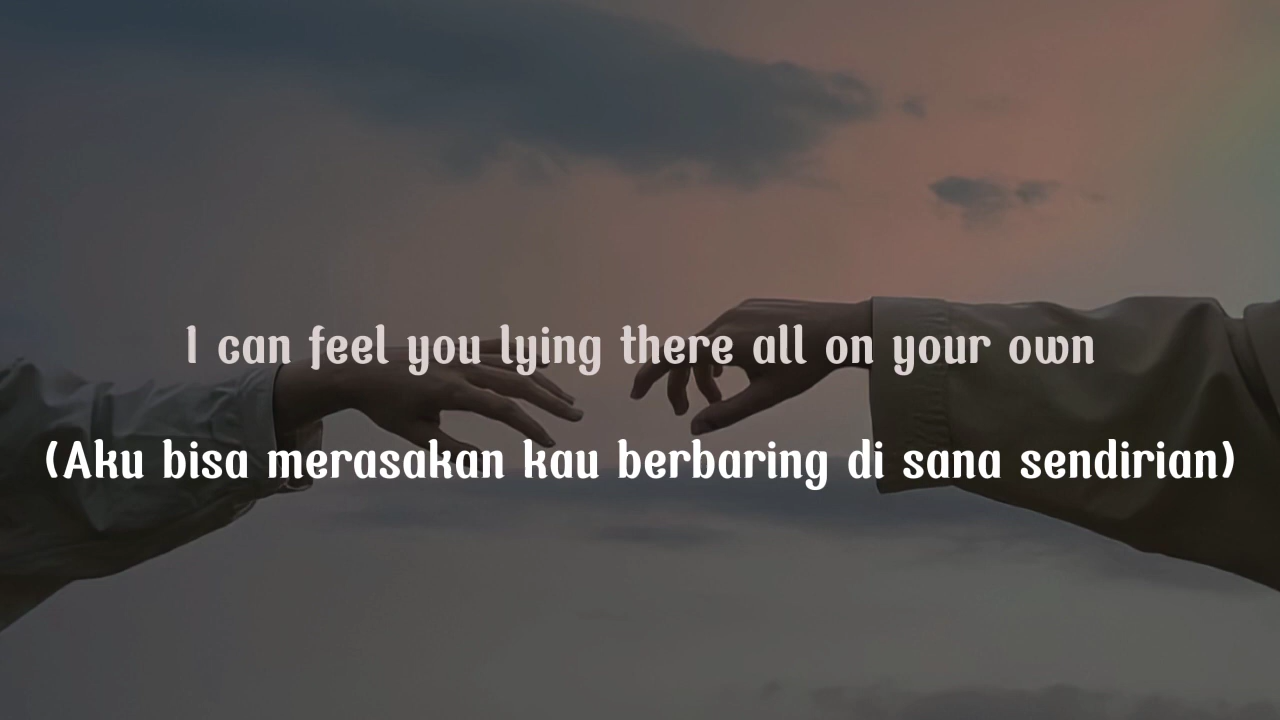 I can feel you lying there all on your own
(Aku bisa merasakan kau berbaring di sana sendirian)